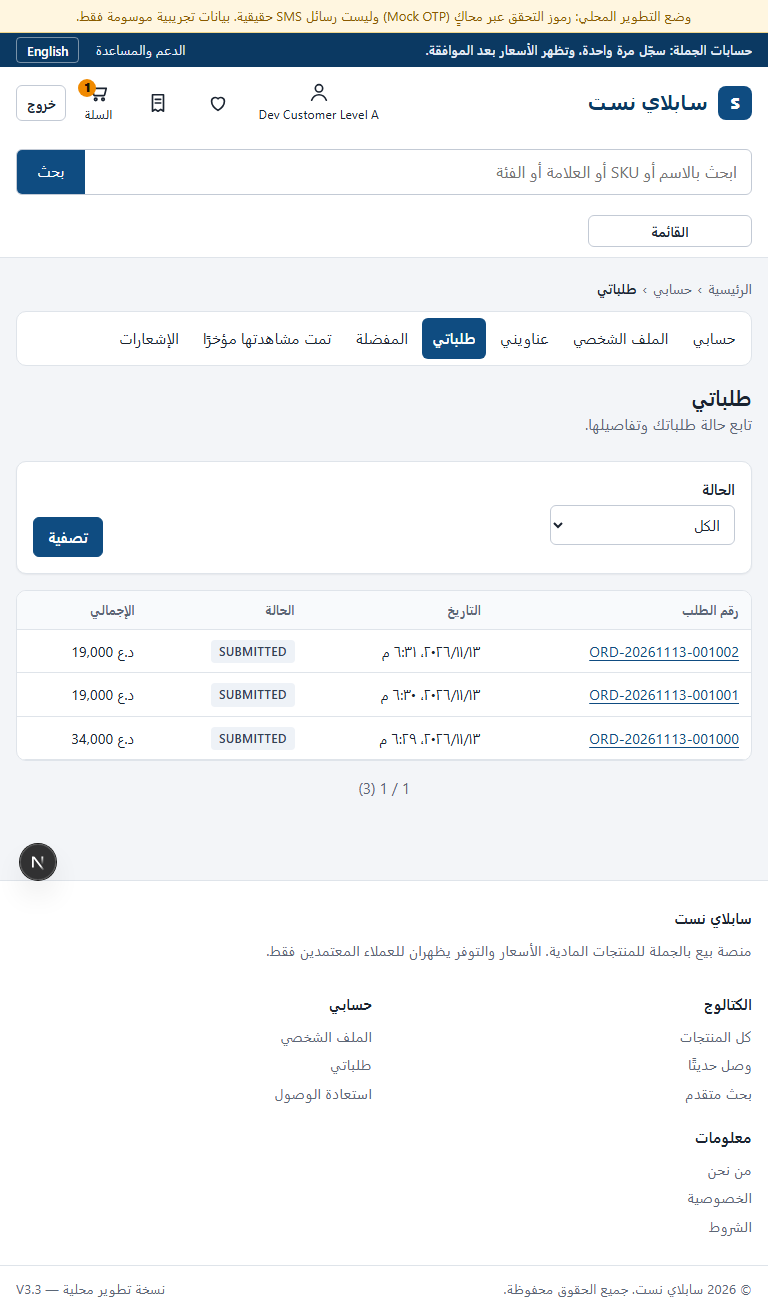 وضع التطوير المحلي: رموز التحقق عبر محاكٍ (Mock OTP) وليست رسائل SMS حقيقية. بيانات تجريبية موسومة فقط.
حسابات الجملة: سجّل مرة واحدة، وتظهر الأسعار بعد الموافقة.
الدعم والمساعدة
English
S
سابلاي نست
Dev Customer Level A
1
السلة
خروج
ابحث بالاسم أو SKU أو العلامة أو الفئة
بحث
القائمة
الرئيسية › حسابي › طلباتي
حسابي الملف الشخصي عناويني طلباتي المفضلة تمت مشاهدتها مؤخرًا الإشعارات
طلباتي
تابع حالة طلباتك وتفاصيلها.
الحالة
الكل
تصفية
رقم الطلب التاريخ الحالة الإجمالي
ORD-20261113-001002 ١٣‏/١١‏/٢٠٢٦، ٦:٣١ م SUBMITTED د.ع 19,000
ORD-20261113-001001 ١٣‏/١١‏/٢٠٢٦، ٦:٣٠ م SUBMITTED د.ع 19,000
ORD-20261113-001000 ١٣‏/١١‏/٢٠٢٦، ٦:٢٩ م SUBMITTED د.ع 34,000
1 / 1 (3)
N
سابلاي نست
منصة بيع بالجملة للمنتجات المادية. الأسعار والتوفر يظهران للعملاء المعتمدين فقط.
الكتالوج
كل المنتجات
وصل حديثًا
بحث متقدم
حسابي
الملف الشخصي
طلباتي
استعادة الوصول
معلومات
من نحن
الخصوصية
الشروط
© 2026 سابلاي نست. جميع الحقوق محفوظة.
نسخة تطوير محلية — V3.3